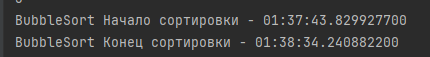 BubbleSort Начало сортировки - 01:37:43.829927700
BubbleSort Конец сортировки - 01:38:34.240882200